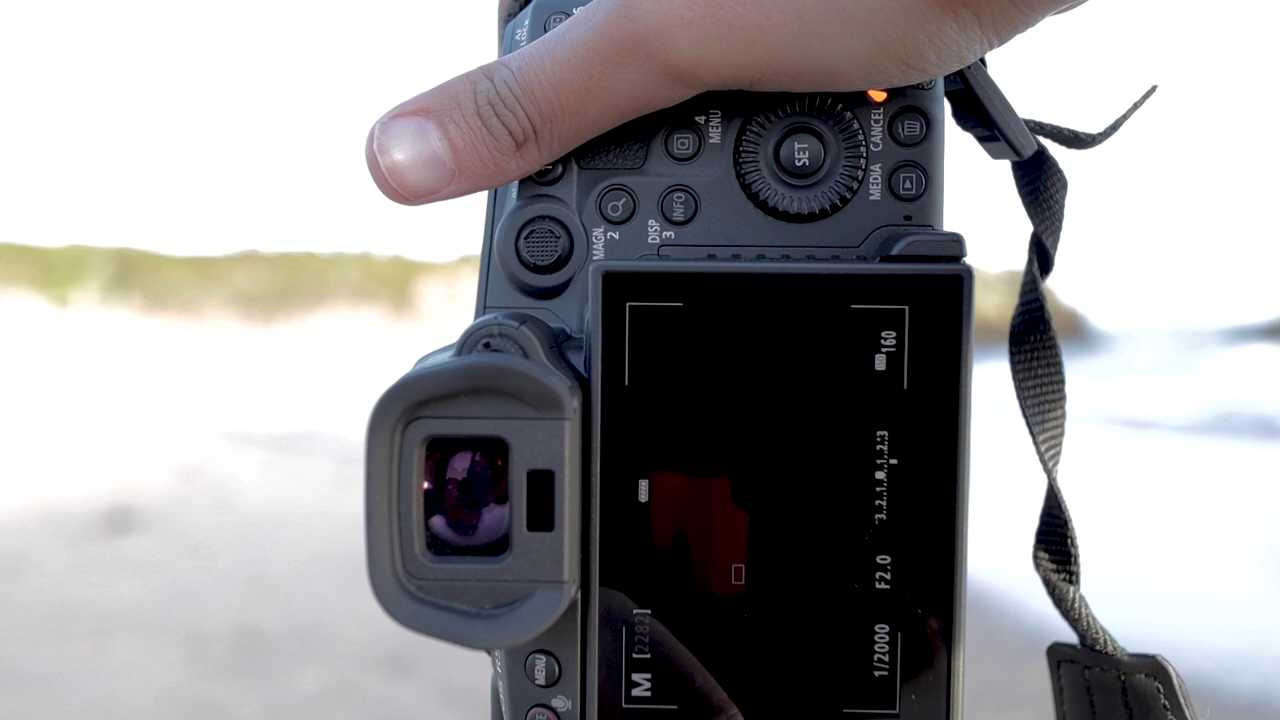 4
MENU
SET
CANCEL
MEDIA
MAGN.
2
DISP
3
INFO
ISO 160
3..2..1..0..1..2..3
F2.0
1/2000
M [2282]
MENU